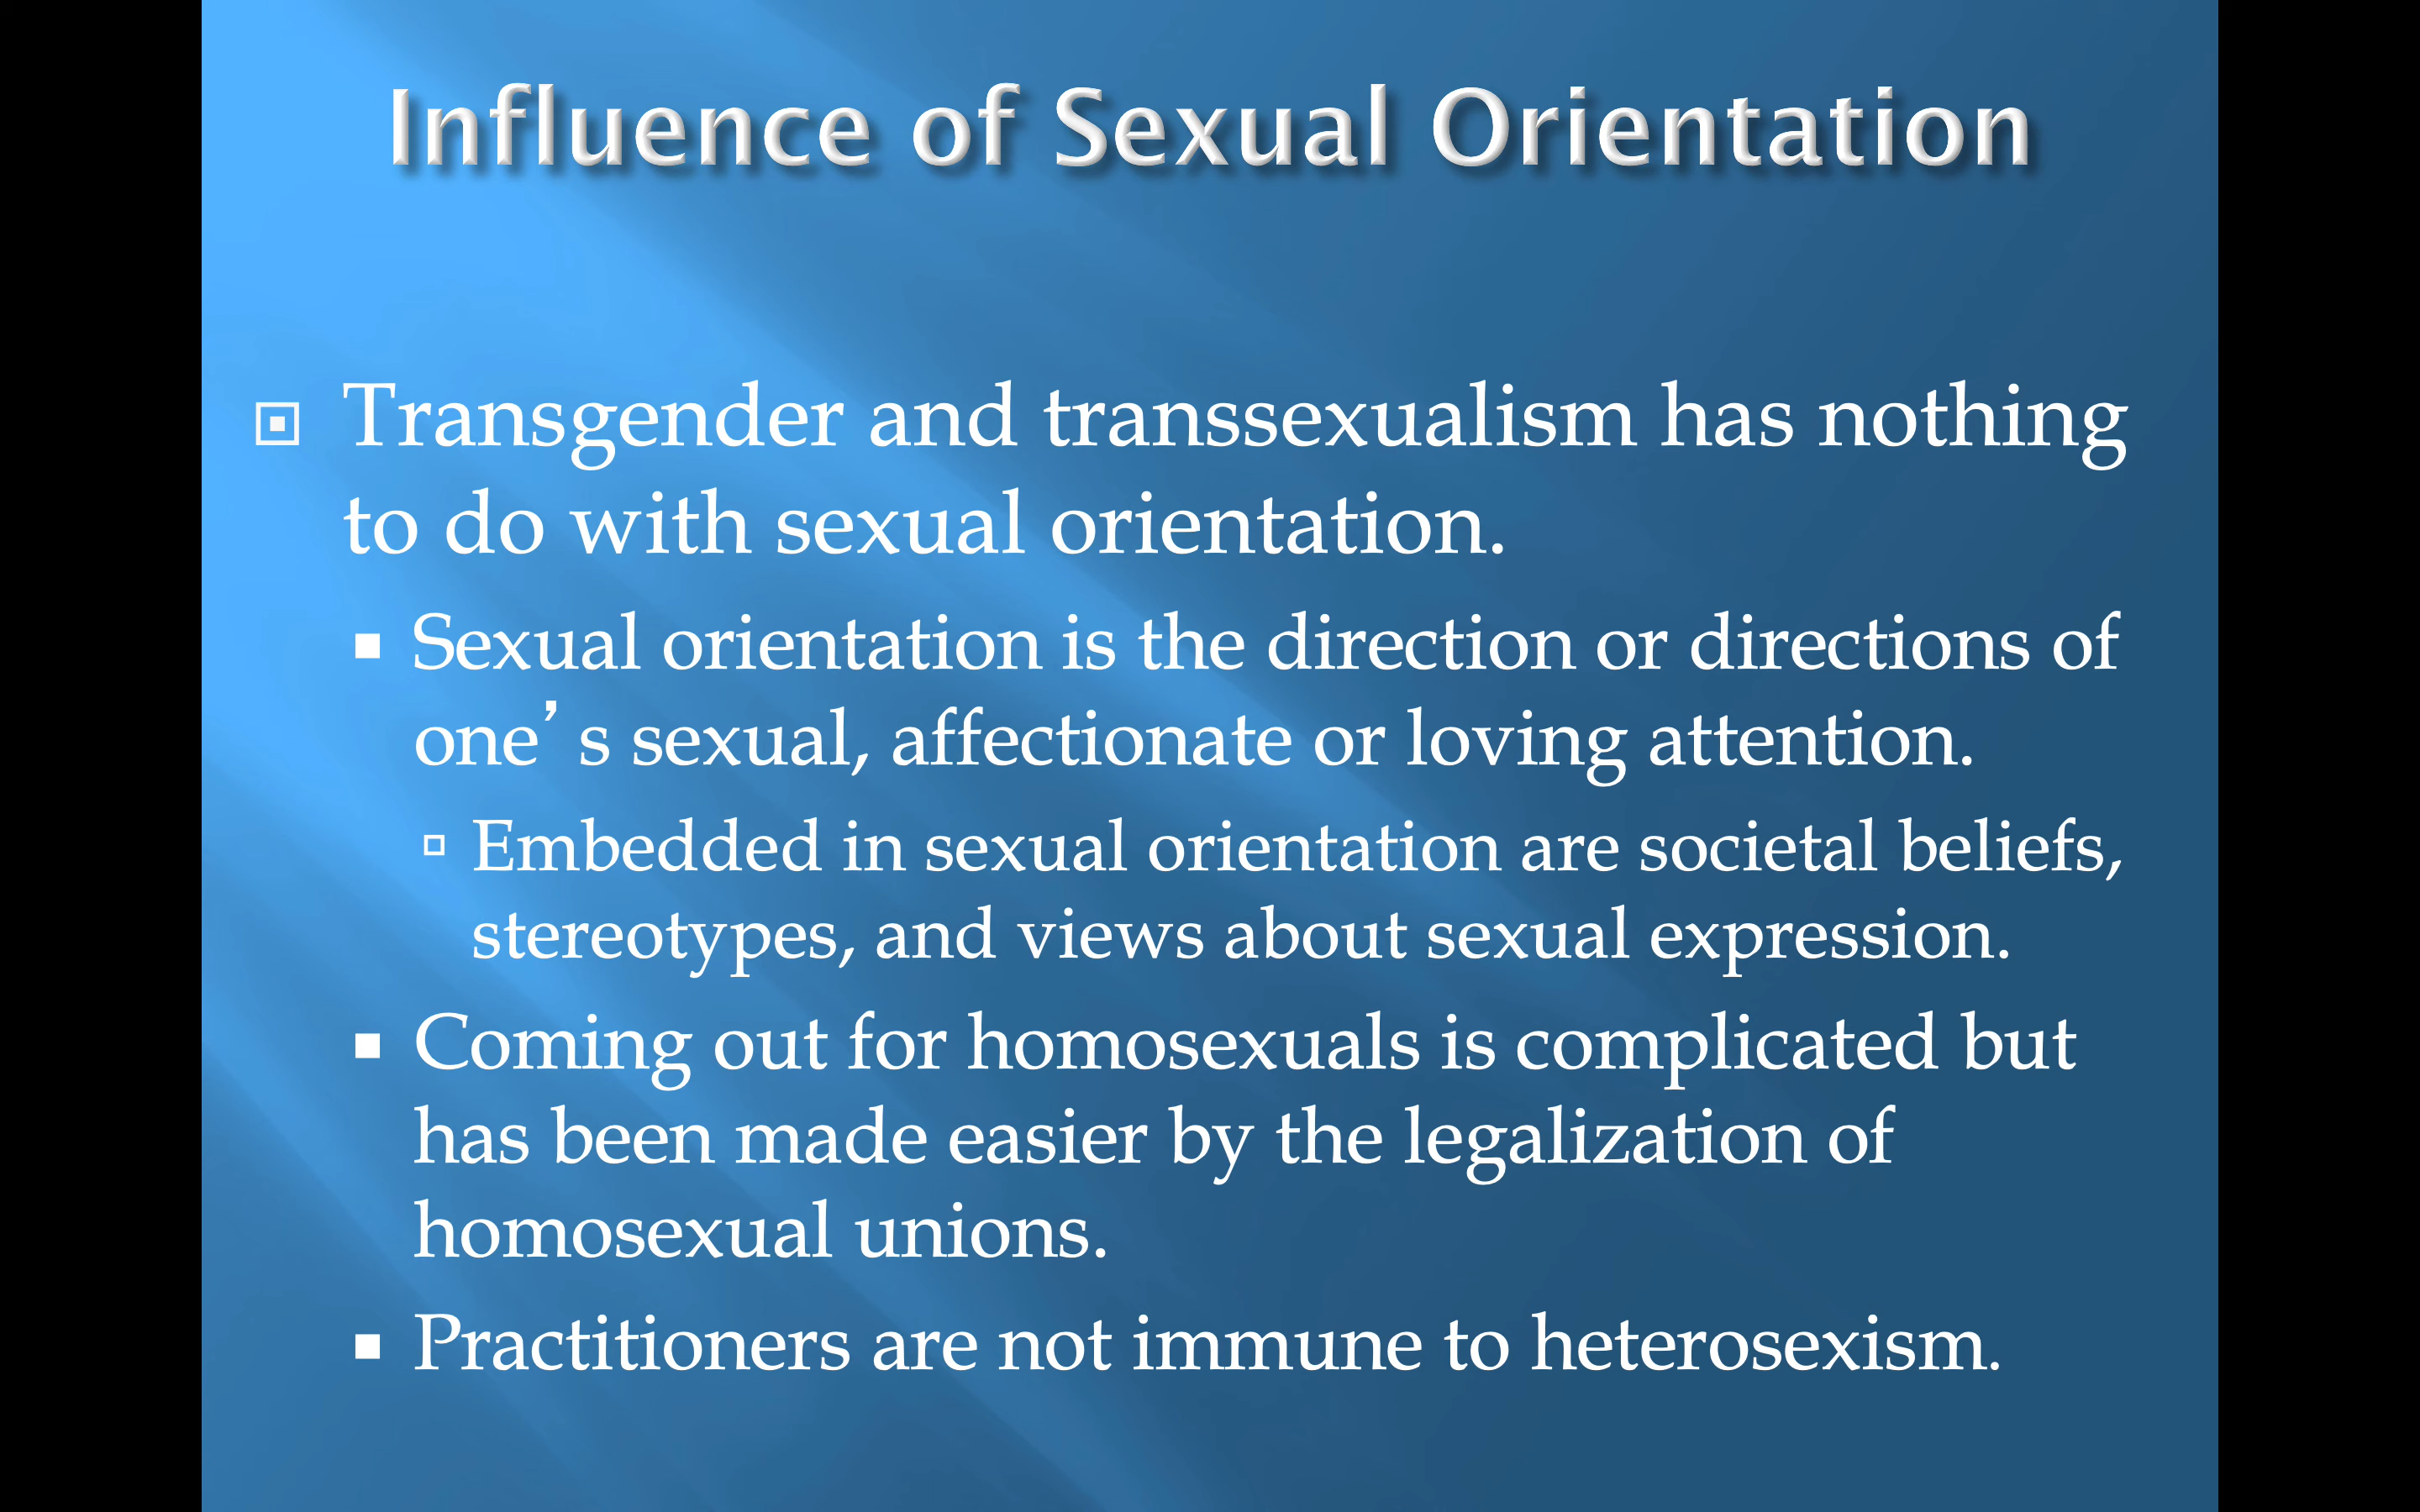 Influence of Sexual Orientation
Transgender and transsexualism has nothing
to do with sexual orientation.
Sexual orientation is the direction or directions of
one’s sexual, affectionate or loving attention.
Embedded in sexual orientation are societal beliefs,
stereotypes, and views about sexual expression.
Coming out for homosexuals is complicated but
has been made easier by the legalization of
homosexual unions.
Practitioners are not immune to heterosexism.